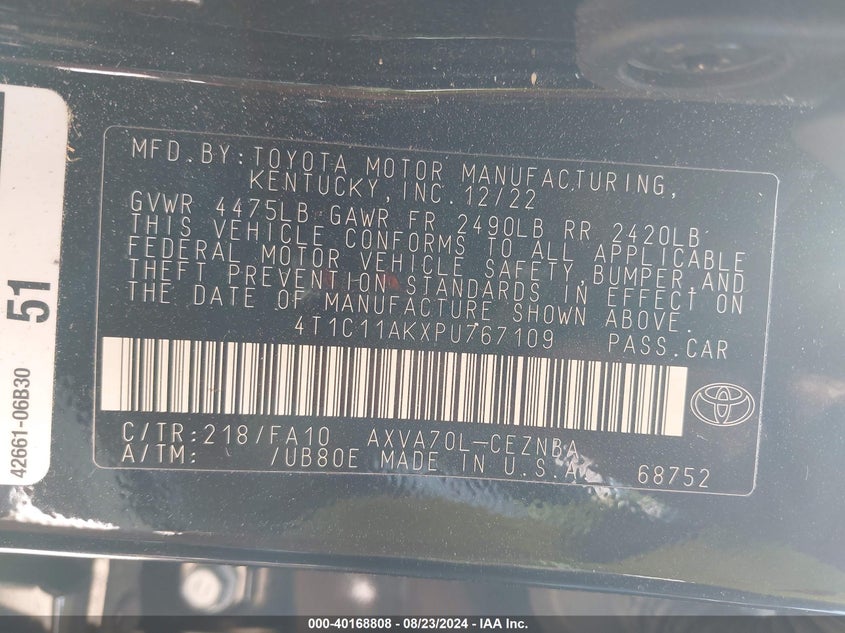 MFD.BY:TOYOTA MOTOR MANUFACTURING,
KENTUCKY,INC. 12/22
GVWR 4475LB GAWR FR 2490LB RR 2420LB
THIS VEHICLE CONFORMS TO ALL APPLICABLE
FEDERAL MOTOR VEHICLE SAFETY,BUMPER,AND
THEFT PREVENTION STANDARDS IN EFFECT ON
THE DATE OF MANUFACTURE SHOWN ABOVE.
4T1C11AKXPU767109 PASS.CAR
C/TR:218/FA10 AXVA70L-CEZNBA
A/TM: /UB80E MADE IN U.S.A. 68752
51
42661-06B30
000-40168808 - 08/23/2024 - IAA Inc.